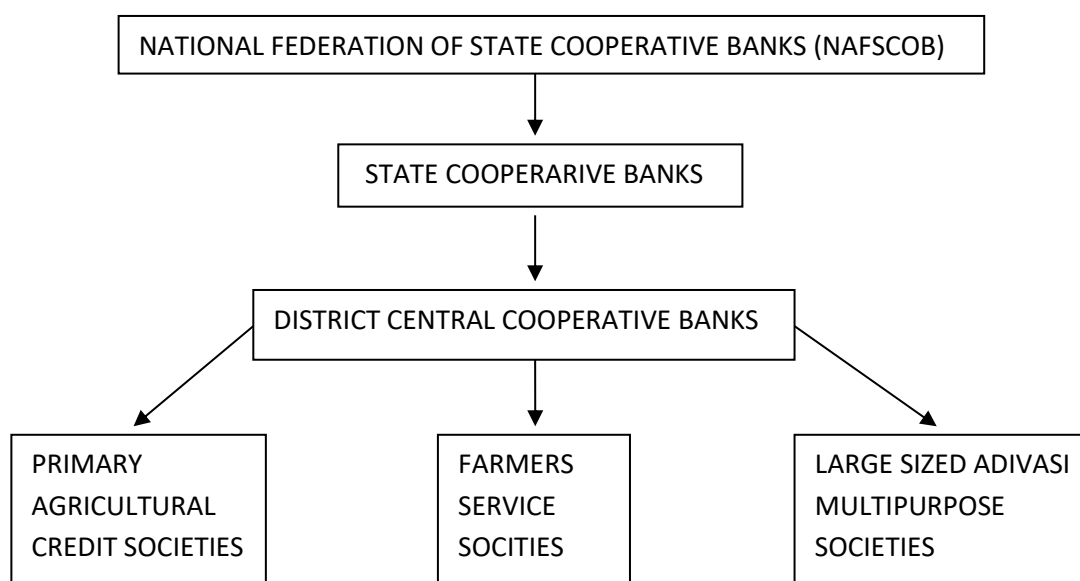 NATIONAL FEDERATION OF STATE COOPERATIVE BANKS (NAFSCOB)
STATE COOPERARIVE BANKS
DISTRICT CENTRAL COOPERATIVE BANKS
PRIMARY
AGRICULTURAL
CREDIT SOCIETIES
FARMERS
SERVICE
SOCITIES
LARGE SIZED ADIVASI
MULTIPURPOSE
SOCIETIES